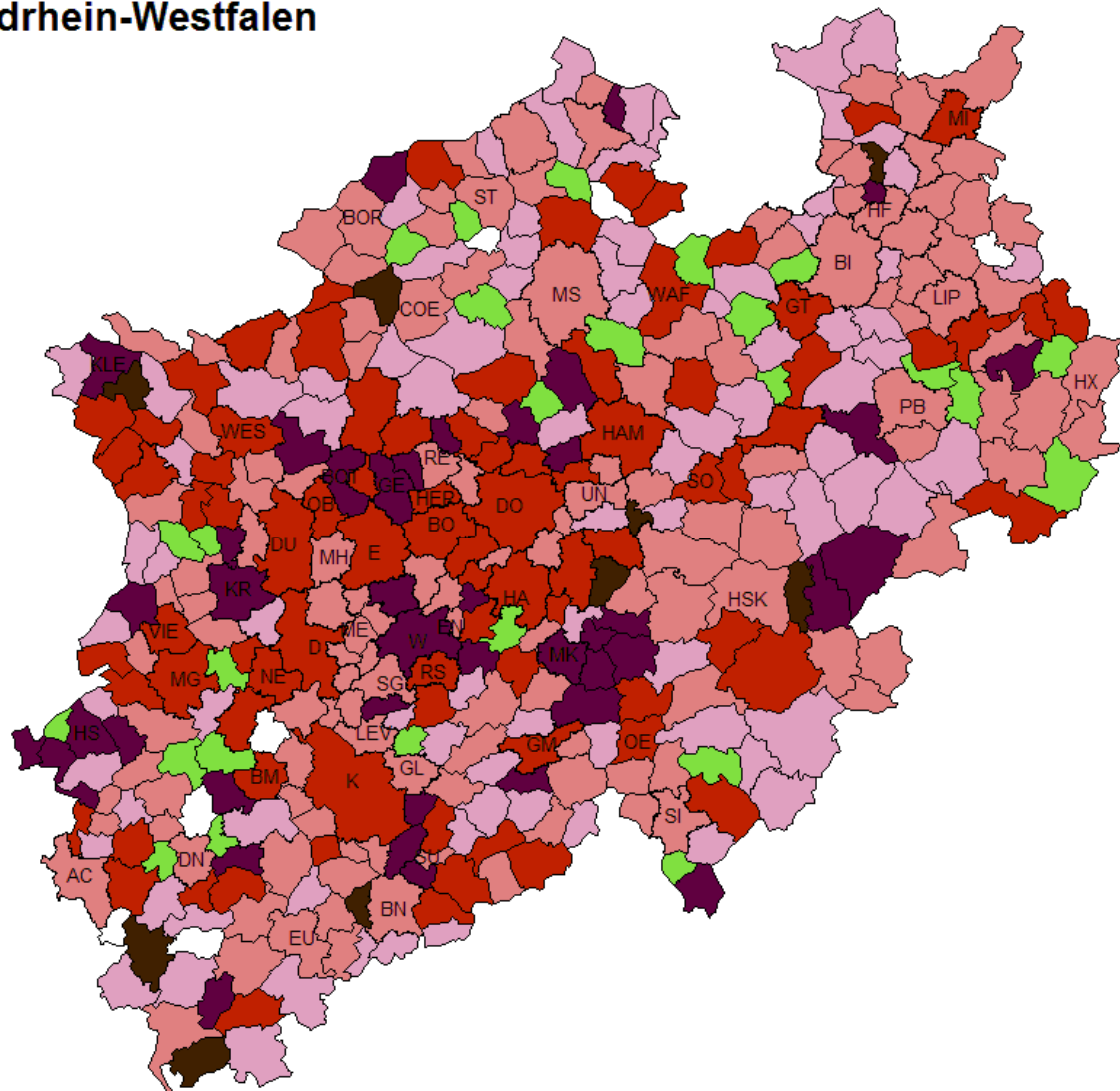 drhein-Westfalen
MI
ST
BOR
HF
BI
MS
WAF
LIP
COE
GT
KLE
HX
PB
WES
HAM
RE
BOT
GE
SO
UN
HER
OB
DO
BO
DU
MH
E
KR
HA
HSK
VIE
ME
EN
W
D
MK
RS
MG
NE
SG
HS
LEV
OE
GM
GL
BM
K
SI
SU
DN
AC
BN
EU